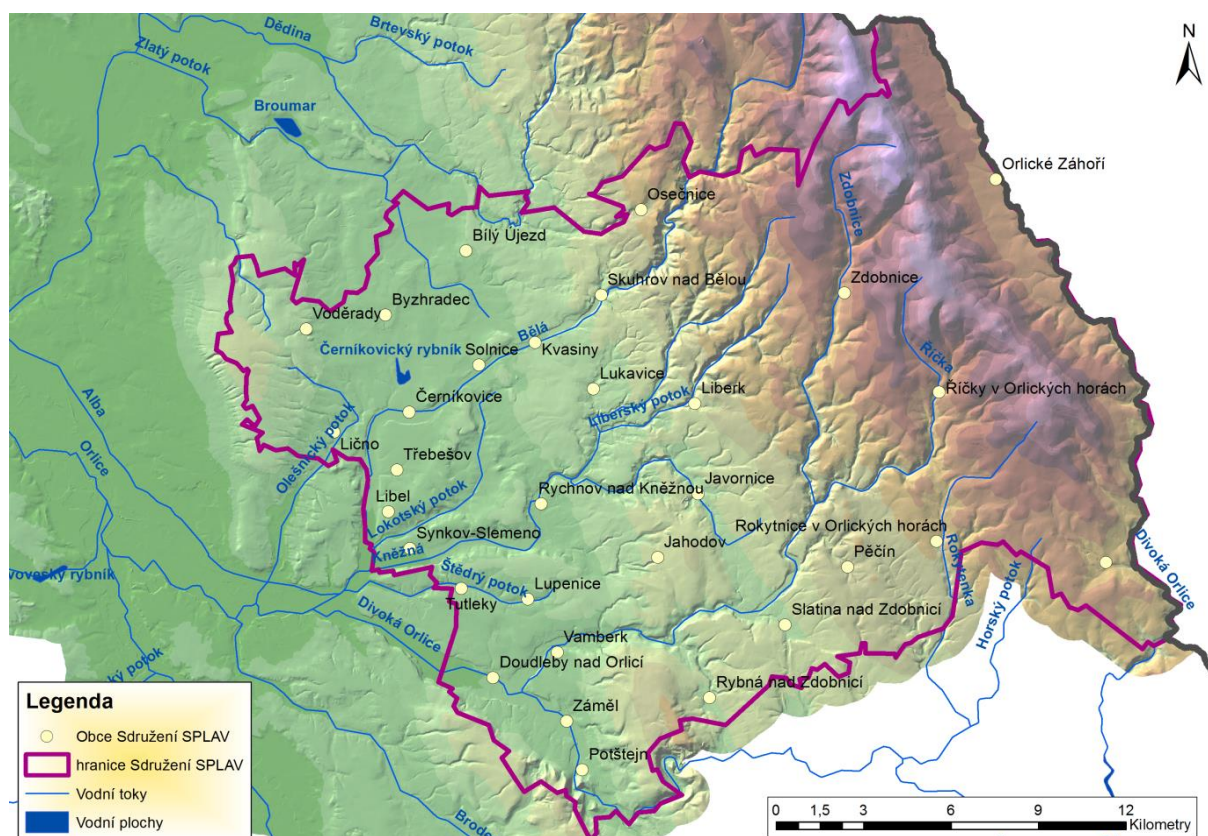 Dědina
Brtevský potok
Zlatý potok
N
Broumar
Orlické Záhoří
Osečnice
Zdobnice
Bílý Újezd
Skuhrov nad Bělou
Zdobnice
Byzhradec
Voděrady
Bělá
Černíkovický rybník
Solnice
Kvasiny
Říčka
Lukavice
Liberk
Říčky v Orlických horách
Alba
Černíkovice
Liberský potok
Orlice
Olešnický potok
Lično
Třebešov
Rychnov nad Kněžnou
Javornice
Libel
Lokotský potok
Rokytnice v Orlických horách
Synkov-Slemeno
Kněžná
Jahodov
Pěčín
Rokytenka
Divoká Orlice
Štědrý potok
Lupenice
Tutleky
Horský potok
Slatina nad Zdobnicí
Divoká Orlice
Vamberk
Doudleby nad Orlicí
Rybná nad Zdobnicí
Záměl
Potštejn
Legenda
Obce Sdružení SPLAV
hranice Sdružení SPLAV
Vodní toky
Vodní plochy
0 1,5 3 6 9 12
Kilometry